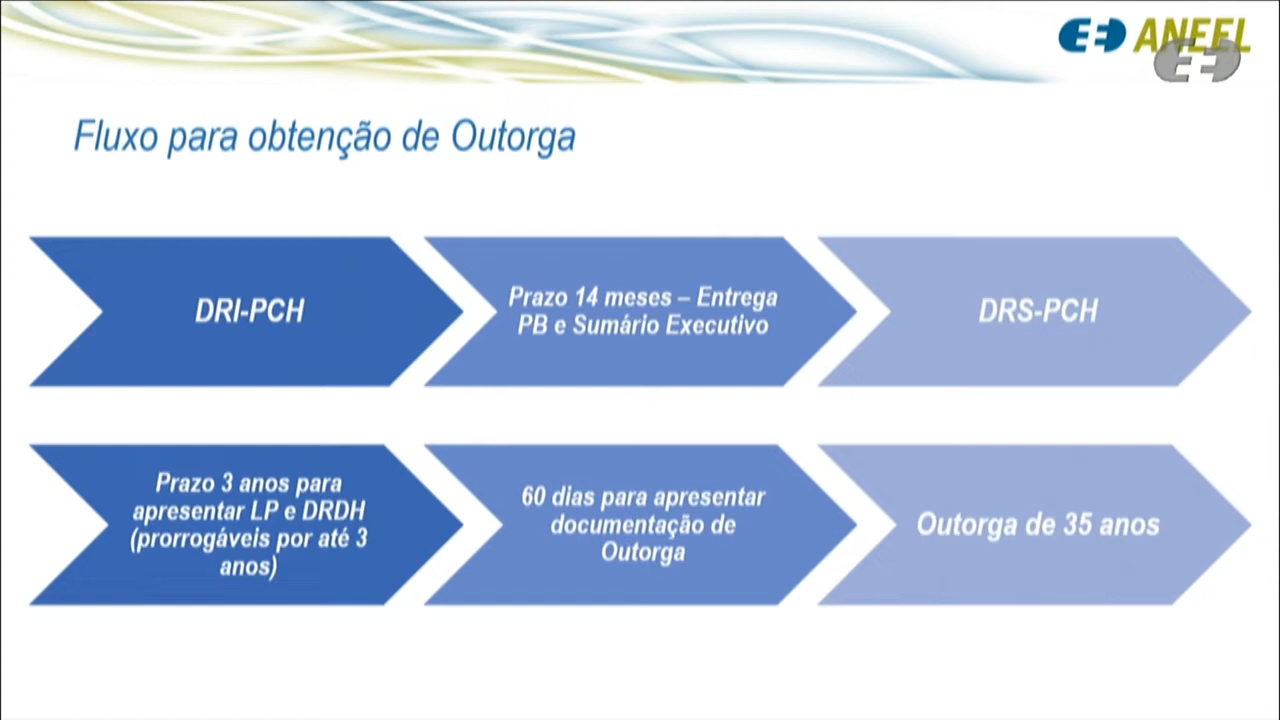 ANEEL
Fluxo para obtenção de Outorga
DRI-PCH
Prazo 14 meses – Entrega
PB e Sumário Executivo
DRS-PCH
Prazo 3 anos para
apresentar LP e DRDH
(prorrogáveis por até 3
anos)
60 dias para apresentar
documentação de
Outorga
Outorga de 35 anos